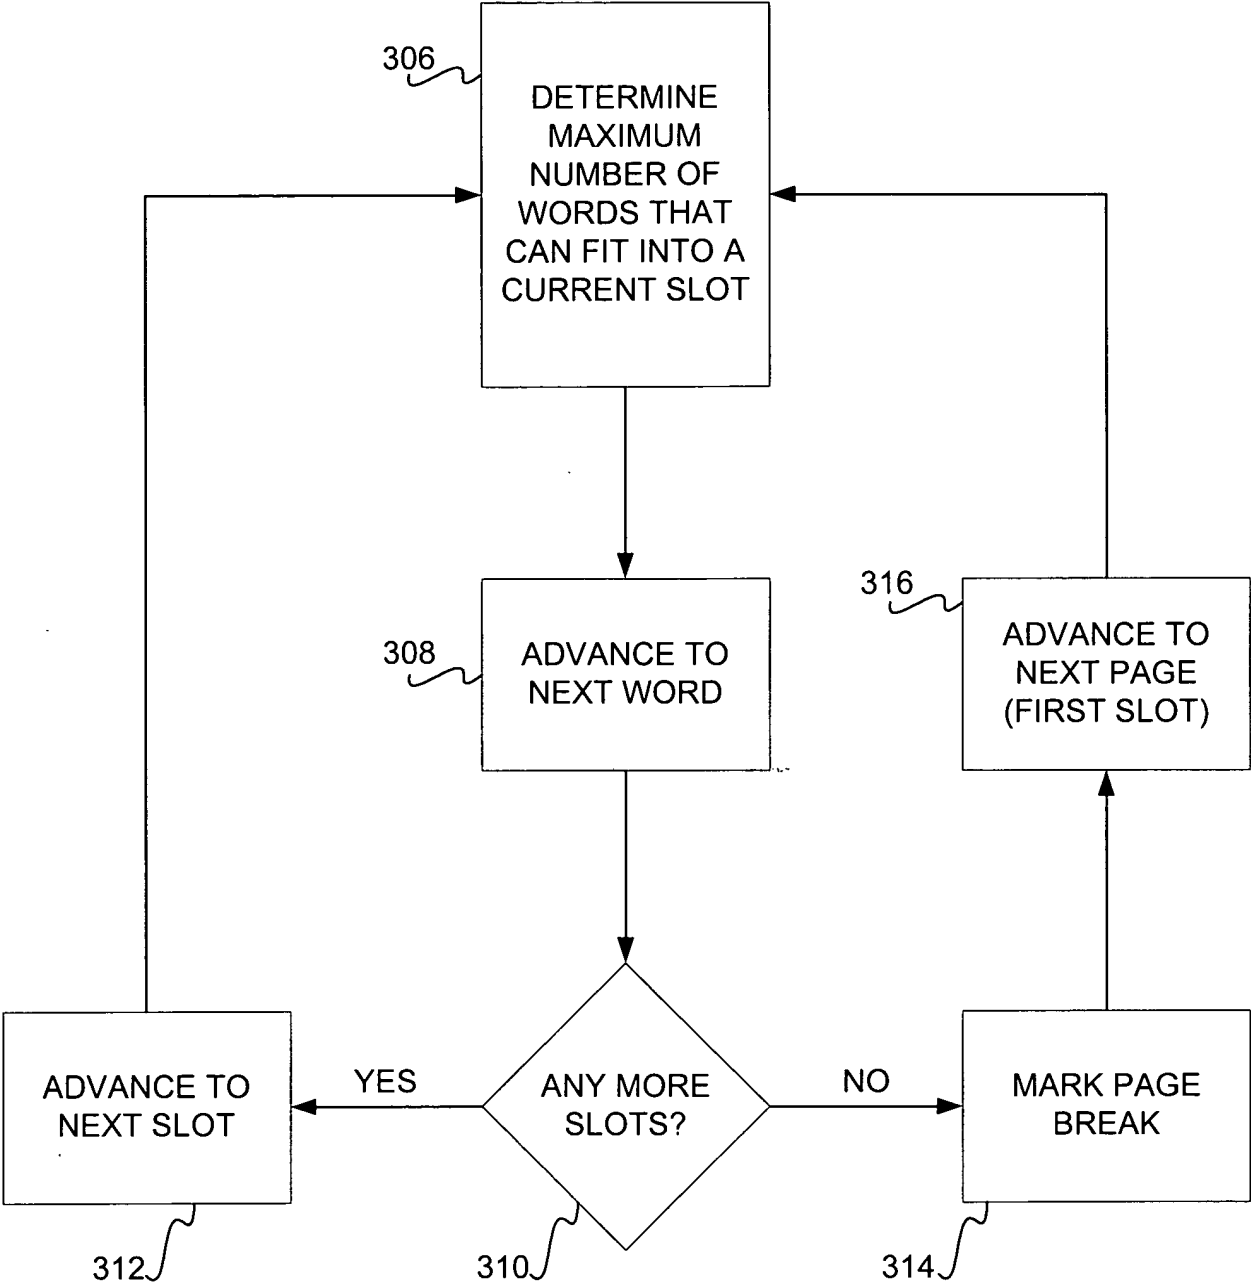 306
DETERMINE
MAXIMUM
NUMBER OF
WORDS THAT
CAN FIT INTO A
CURRENT SLOT
308
ADVANCE TO
NEXT WORD
316
ADVANCE TO
NEXT PAGE
(FIRST SLOT)
ADVANCE TO
NEXT SLOT
YES
ANY MORE
SLOTS?
NO
MARK PAGE
BREAK
312
310
314